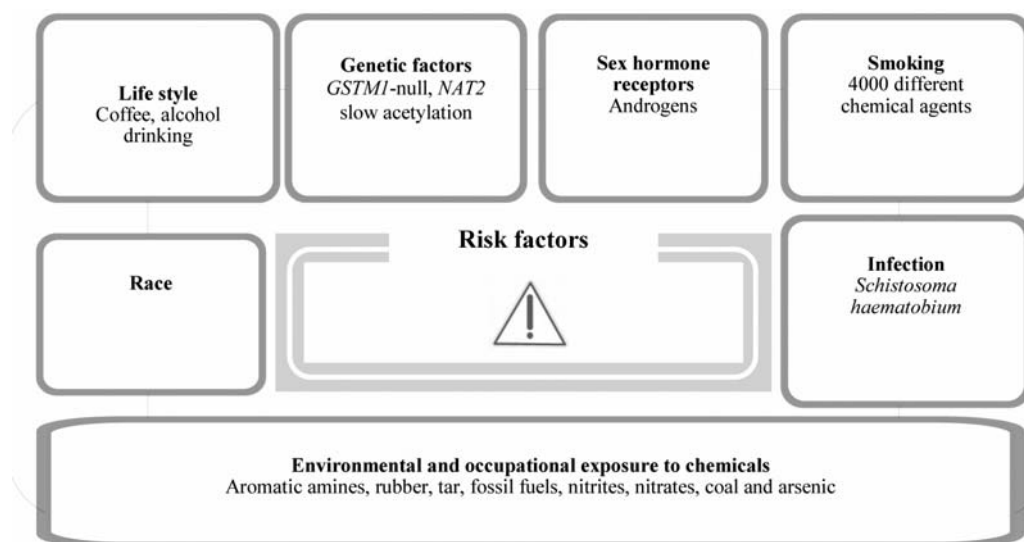 Life style
Coffee, alcohol
drinking
Genetic factors
GSTM1-null, NAT2
slow acetylation
Sex hormone
receptors
Androgens
Smoking
4000 different
chemical agents
Race
Risk factors
!
Infection
Schistosoma
haematobium
Environmental and occupational exposure to chemicals
Aromatic amines, rubber, tar, fossil fuels, nitrites, nitrates, coal and arsenic